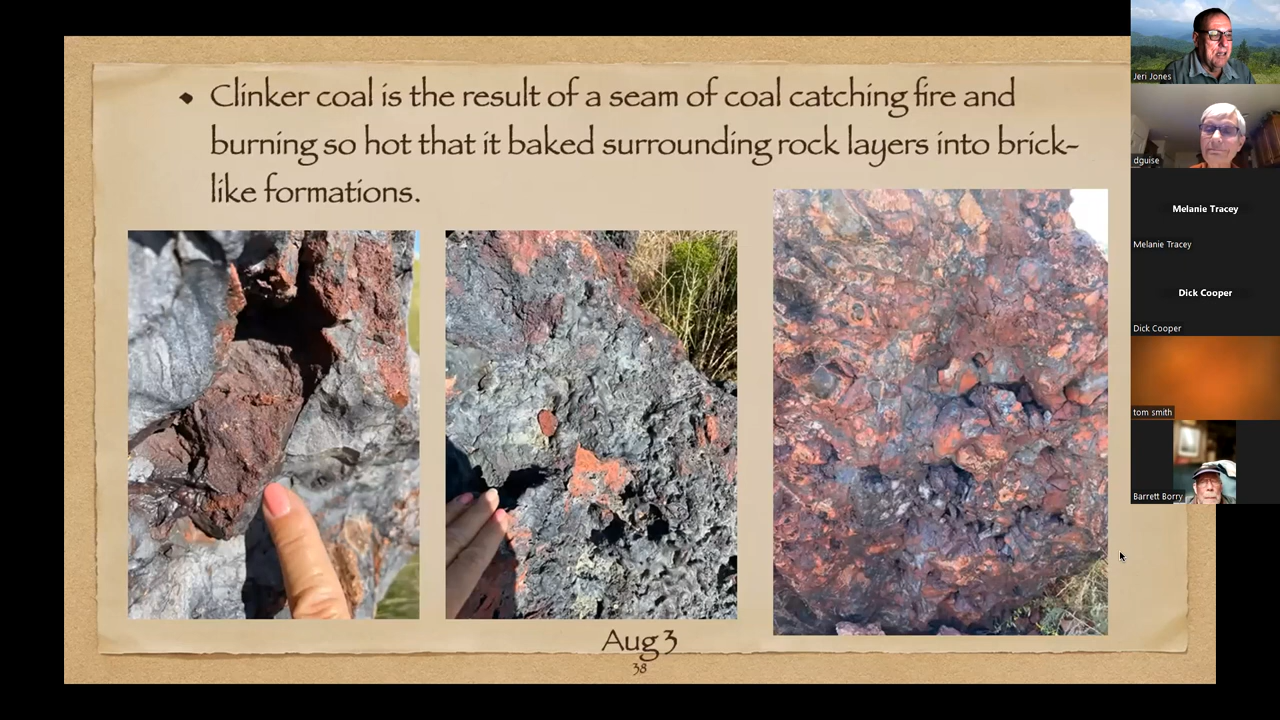 • Clinker coal is the result of a seam of coal catching fire and
burning so hot that it baked surrounding rock layers into brick-
like formations.
Aug 3
38
Jeri Jones
dguise
Melanie Tracey
Melanie Tracey
Dick Cooper
Dick Cooper
tom smith
Barrett Borry